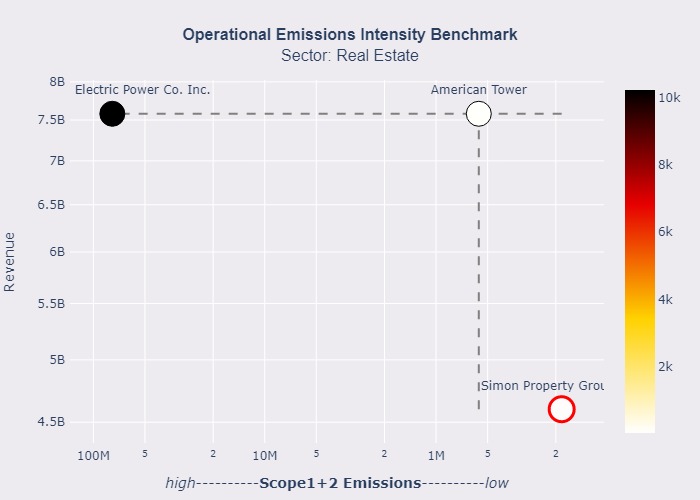 Operational Emissions Intensity Benchmark
Sector: Real Estate
8B
Electric Power Co. Inc.
American Tower
10k
7.5B
7B
8k
6.5B
6k
6B
Revenue
5.5B
4k
5B
2k
Simon Property Grou
4.5B
100M 5 2 10M 5 2 1M 5 2
high----------Scope1+2 Emissions----------low